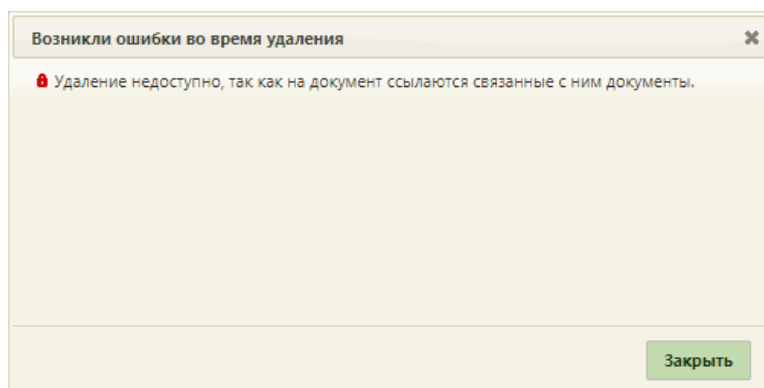 Возникли ошибки во время удаления
Удаление недоступно, так как на документ ссылаются связанные с ним документы.
Закрыть